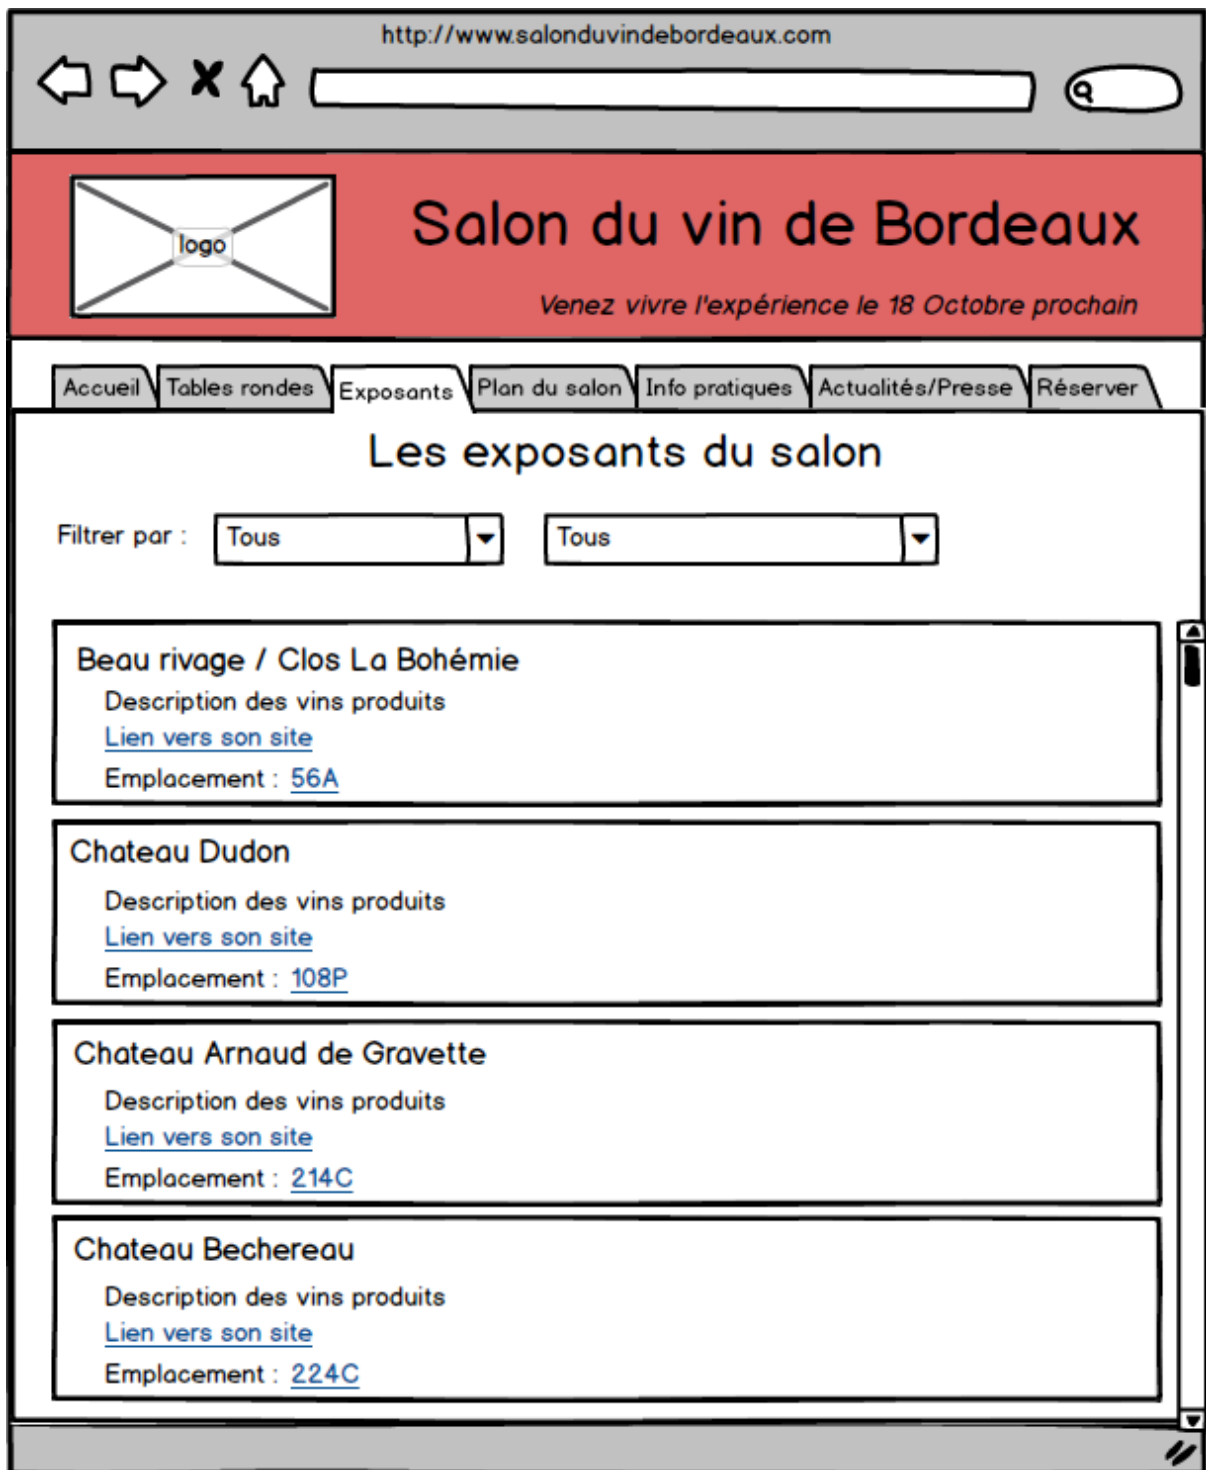 http://www.salonduvindebordeaux.com
logo
Salon du vin de Bordeaux
Venez vivre l'expérience le 18 Octobre prochain
Accueil Tables rondes Exposants Plan du salon Info pratiques Actualités/Presse Réserver
Les exposants du salon
Filtrer par : Tous Tous
Beau rivage / Clos La Bohémie
Description des vins produits
Lien vers son site
Emplacement : 56A
Chateau Dudon
Description des vins produits
Lien vers son site
Emplacement : 108P
Chateau Arnaud de Gravette
Description des vins produits
Lien vers son site
Emplacement : 214C
Chateau Bechereau
Description des vins produits
Lien vers son site
Emplacement : 224C